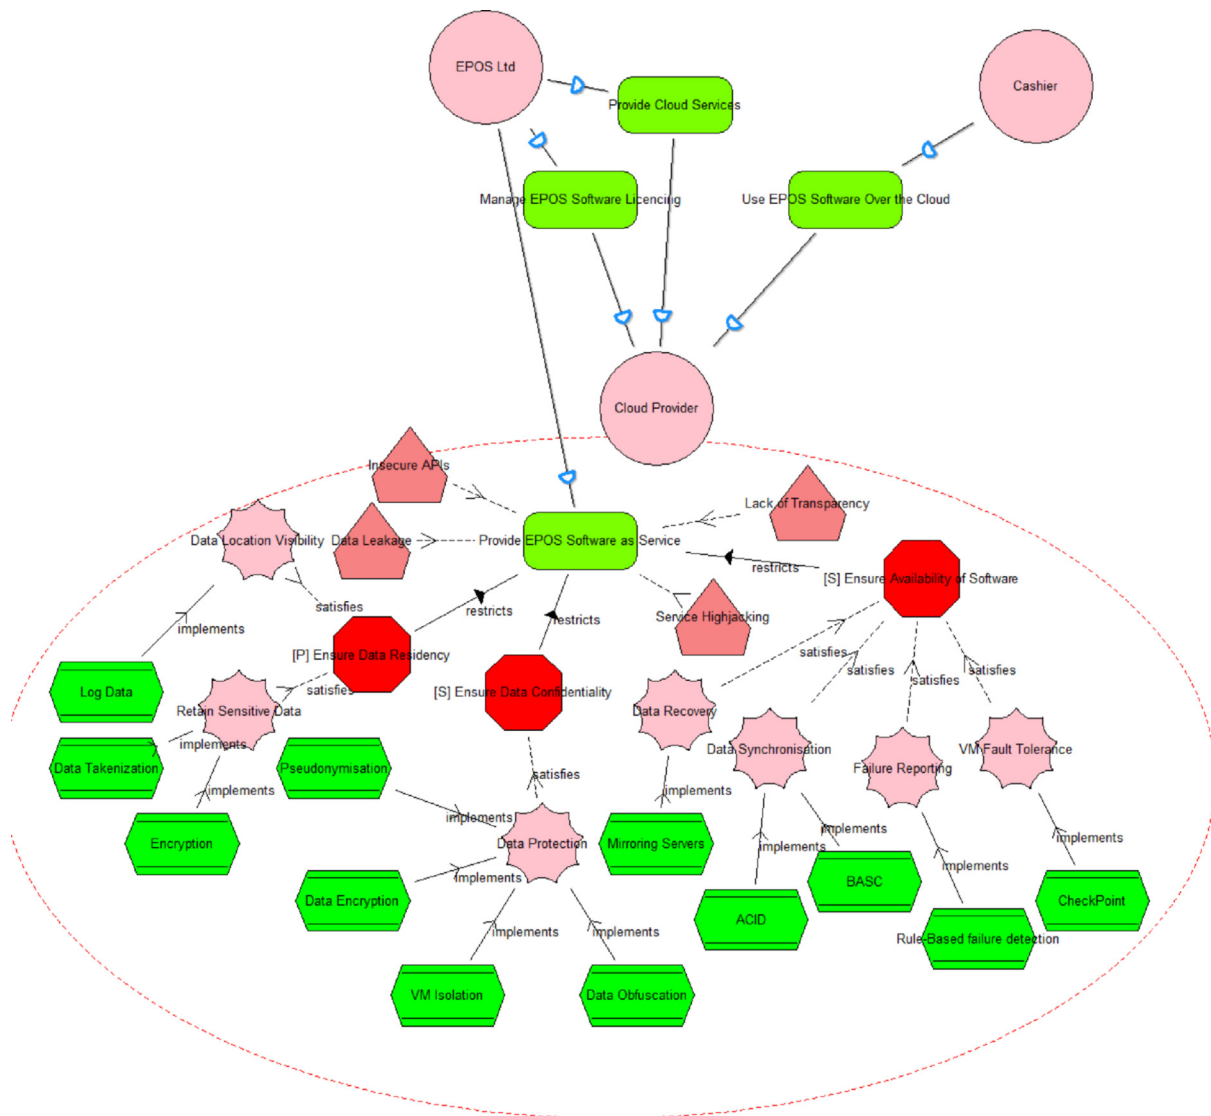 EPOS Ltd
Cashier
Provide Cloud Services
Manage EPOS Software Licencing
Use EPOS Software Over the Cloud
Cloud Provider
Insecure APIs
Lack of Transparency
Data Location Visibility
Data Leakage
Provide EPOS Software as Service
restricts
[S] Ensure Availability of Software
satisfies
restricts
restricts
Service Highjacking
implements
[P] Ensure Data Residency
satisfies
satisfies
satisfies
satisfies
Log Data
satisfies
[S] Ensure Data Confidentiality
Retain Sensitive Data
Data Recovery
implements
Data Synchronisation
VM Fault Tolerance
Data Takenization
Pseudonymisation
satisfies
Failure Reporting
implements
implements
implements
Encryption
Data Protection
Mirroring Servers
implements
implements
implements
implements
implements
BASC
Data Encryption
CheckPoint
ACID
implements
implements
Rule-Based failure detection
VM Isolation
Data Obfuscation